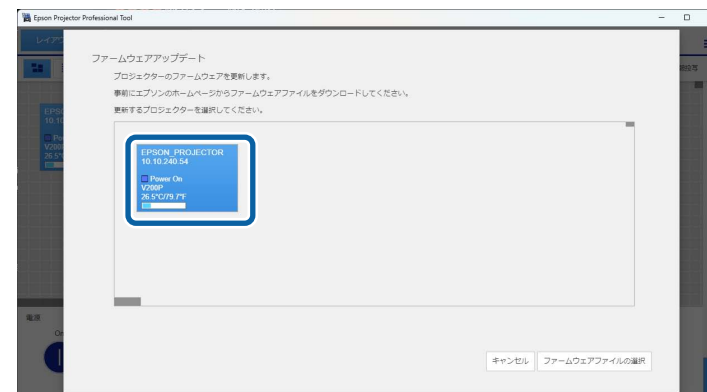 Epson Projector Professional Tool
ファームウェアアップデート
プロジェクターのファームウェアを更新します。
事前にエプソンのホームページからファームウェアファイルをダウンロードしてください。
更新するプロジェクターを選択してください。
EPSON_PROJECTOR
10.10.240.54
Power On
V200P
26.5°C/79.7°F
電源
On
キャンセル
ファームウェアファイルの選択